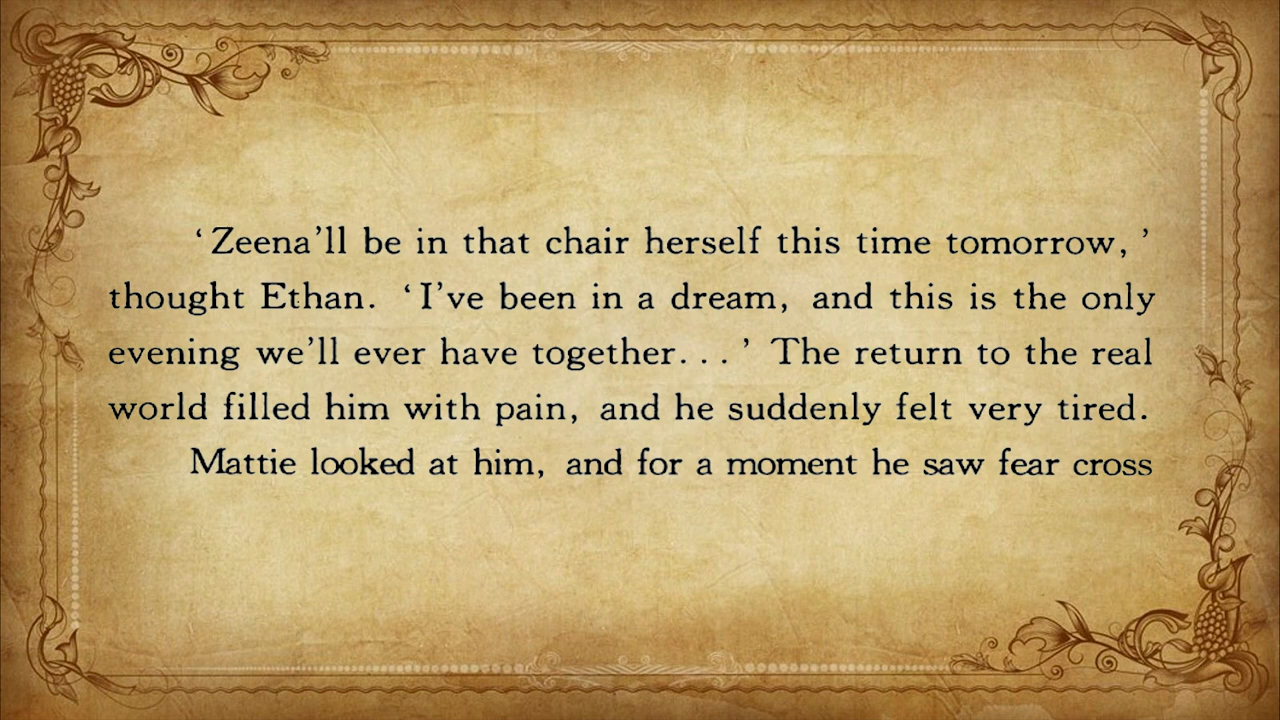 ‘Zeena’ll be in that chair herself this time tomorrow,’
thought Ethan. ‘I’ve been in a dream, and this is the only
evening we’ll ever have together. . . ’ The return to the real
world filled him with pain, and he suddenly felt very tired.
Mattie looked at him, and for a moment he saw fear cross